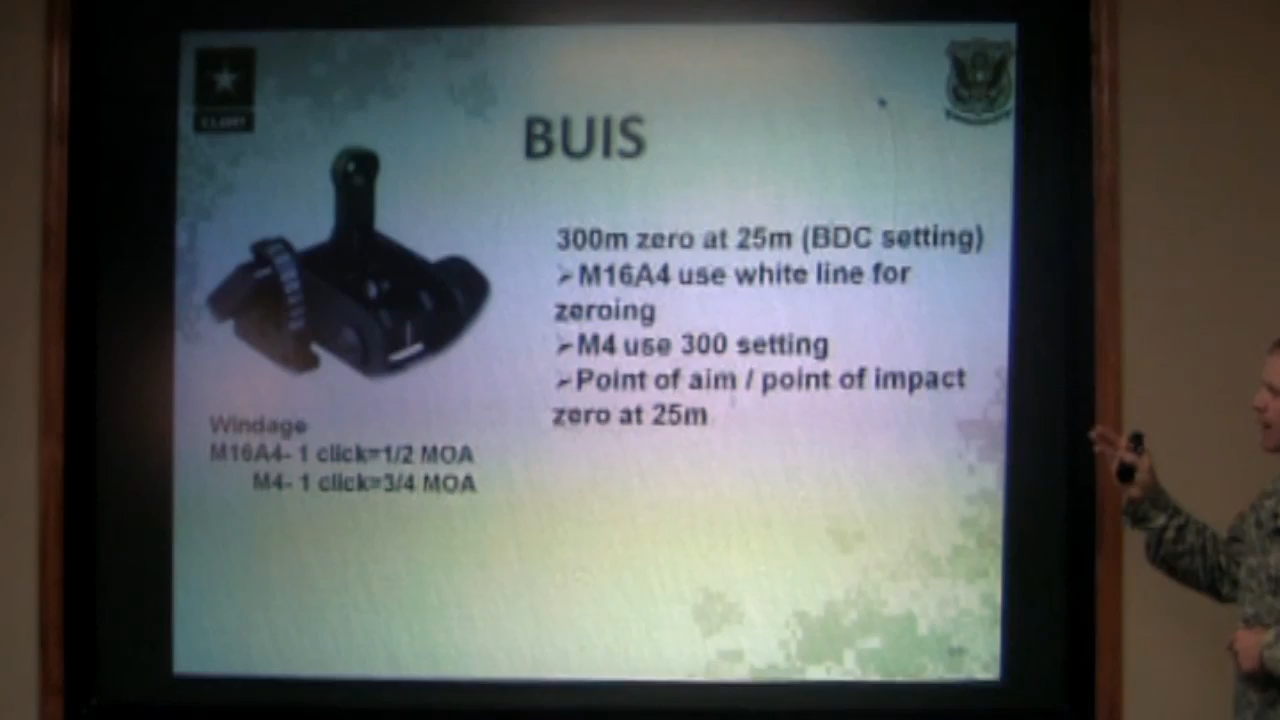 BUIS
300m zero at 25m (BDC setting)
➢M16A4 use white line for
zeroing
➢M4 use 300 setting
➢Point of aim / point of impact
zero at 25m
Windage
M16A4- 1 click=1/2 MOA
M4- 1 click=3/4 MOA